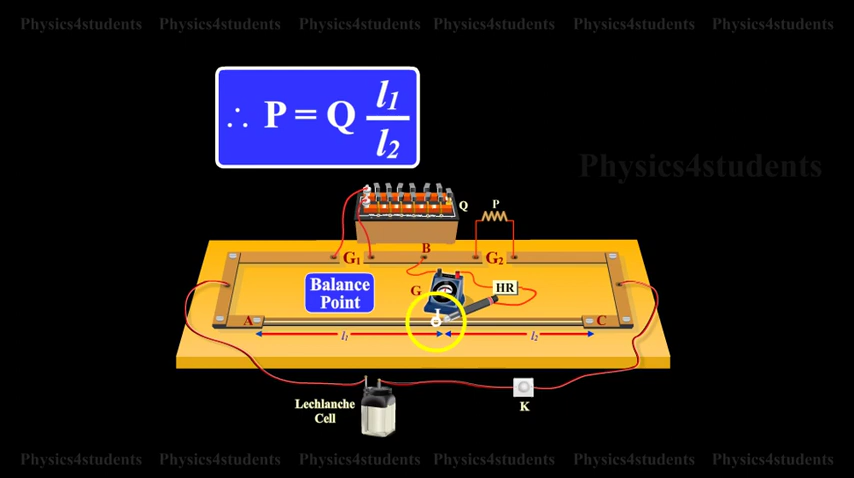 Physics4students Physics4students Physics4students Physics4students Physics4students Physics4students
∴ P = Q l1/l2
Physics4students
Q
P
B
G1
G2
Balance
Point
G
HR
A
C
l1
l2
Lechlanche
Cell
K
Physics4students Physics4students Physics4students Physics4students Physics4students Physics4students